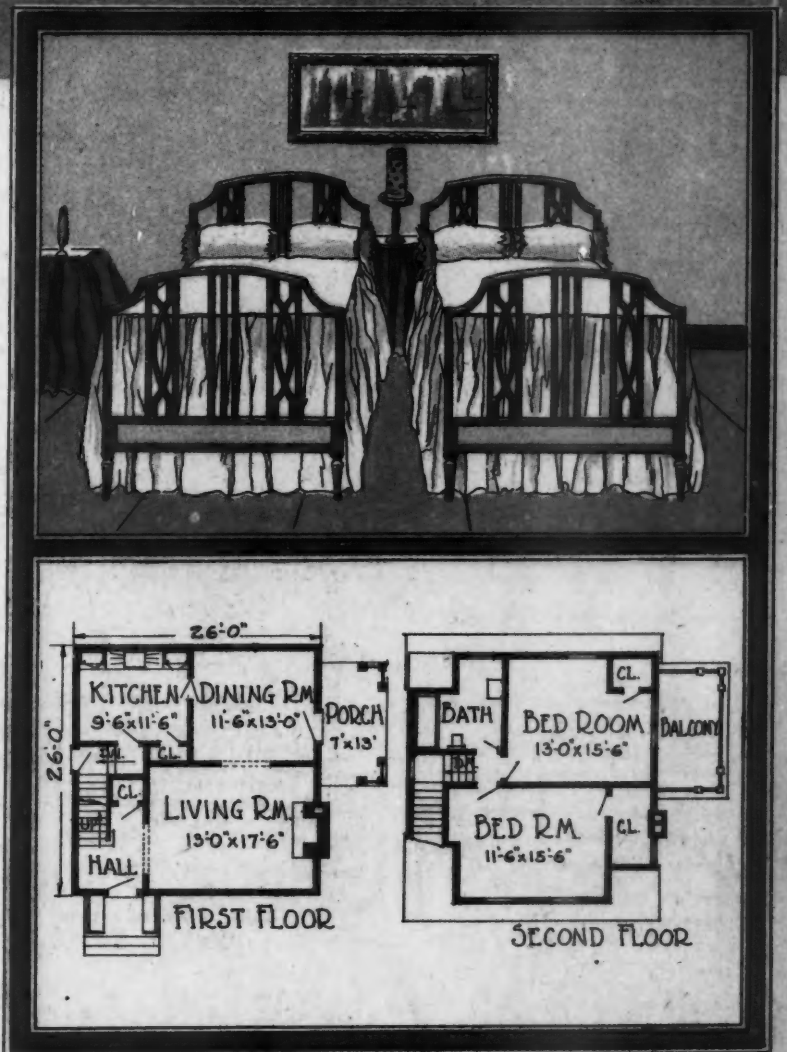 26'-0"
26'-0"
KITCHEN
9'-6"x11'-6"
DINING RM
11'-6"x13'-0"
PORCH
7'x13'
CL.
CL.
UP
LIVING RM.
13'-0"x17'-6"
HALL
FIRST FLOOR
BATH
CL.
BED ROOM
13'-0"x15'-6"
BALCONY
BED RM.
11'-6"x15'-6"
CL.
SECOND FLOOR